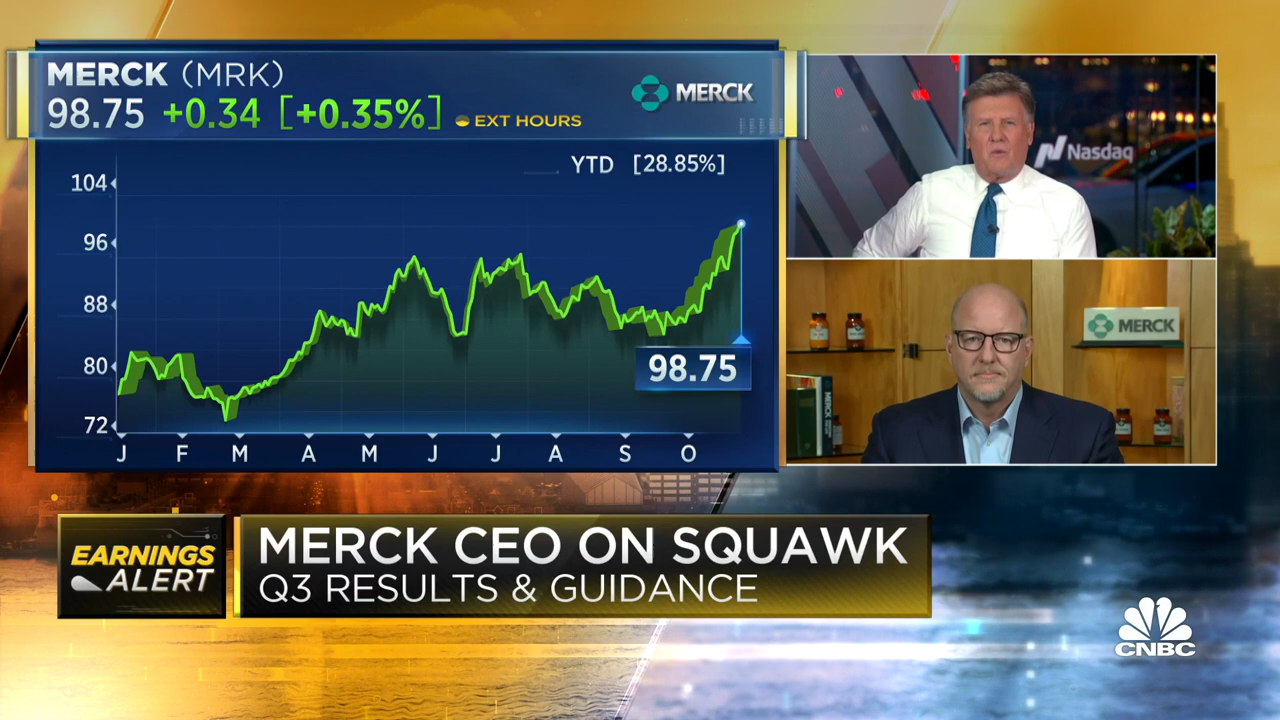 MERCK (MRK)
98.75 +0.34 [+0.35%] EXT HOURS
MERCK
YTD [28.85%]
104
96
88
80
72
98.75
J F M A M J J A S O
Nasdaq
MERCK
MERCK
EARNINGS
ALERT
MERCK CEO ON SQUAWK
Q3 RESULTS & GUIDANCE
CNBC